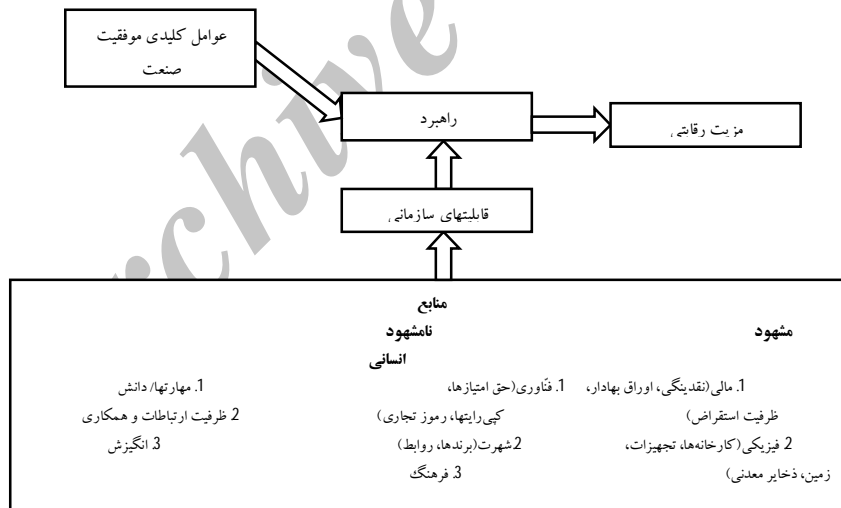 عوامل کلیدی موفقیت
صنعت
راهبرد
مزیت رقابتی
قابلیتهای سازمانی
منابع
مشهود
نامشهود
انسانی
1. مالی(نقدینگی، اوراق بهادار،
ظرفیت استقراض)
2. فیزیکی(کارخانه‌ها، تجهیزات،
زمین، ذخایر معدنی)
1. فنّاوری(حق امتیازها،
کپی‌رایتها، رموز تجاری)
2.شهرت(برندها، روابط)
3. فرهنگ
1. مهارتها/ دانش
2. ظرفیت ارتباطات و همکاری
3. انگیزش
rchive